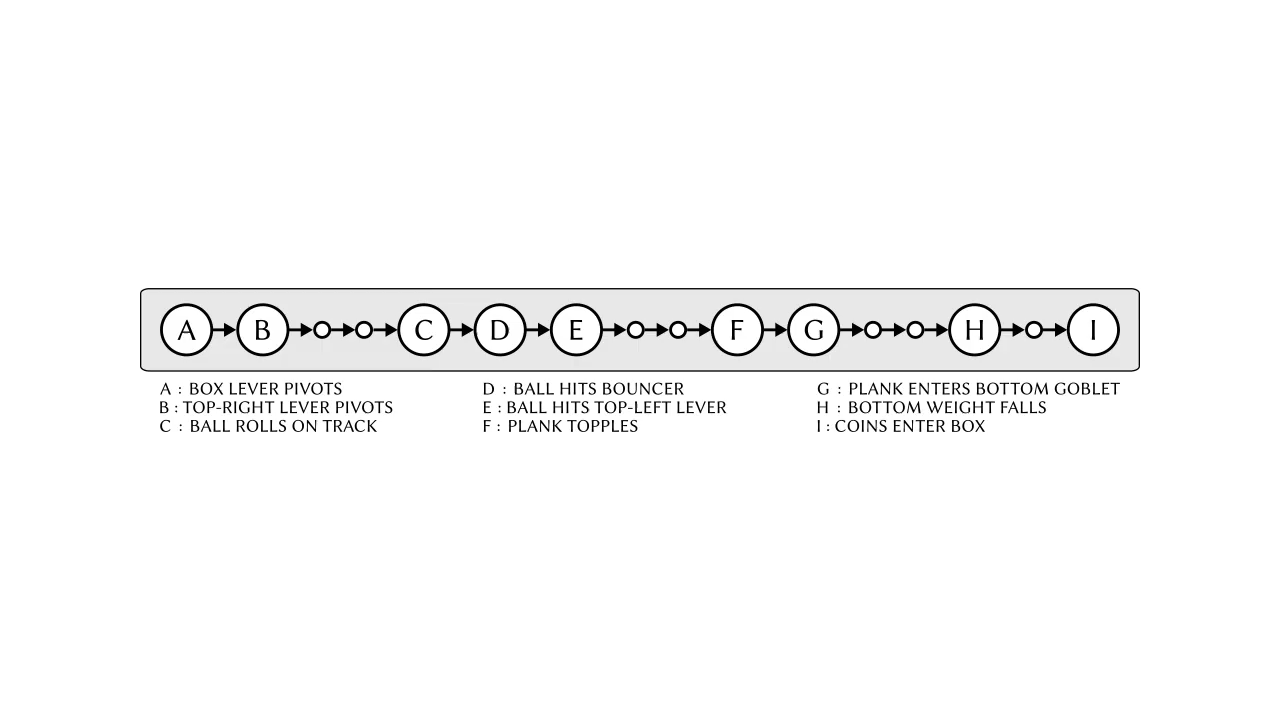 A B C D E F G H I
A : BOX LEVER PIVOTS
B : TOP-RIGHT LEVER PIVOTS
C : BALL ROLLS ON TRACK
D : BALL HITS BOUNCER
E : BALL HITS TOP-LEFT LEVER
F : PLANK TOPPLES
G : PLANK ENTERS BOTTOM GOBLET
H : BOTTOM WEIGHT FALLS
I : COINS ENTER BOX